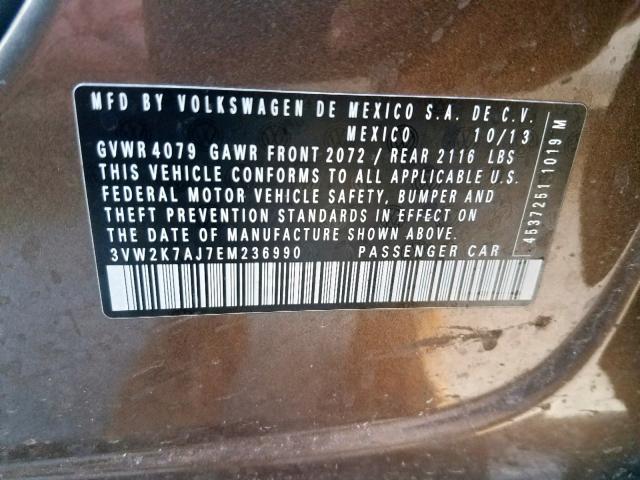 MFD BY VOLKSWAGEN DE MEXICO S.A. DE C.V.
MEXICO 10/13
GVWR 4079 GAWR FRONT 2072 / REAR 2116 LBS
THIS VEHICLE CONFORMS TO ALL APPLICABLE U.S.
FEDERAL MOTOR VEHICLE SAFETY, BUMPER AND
THEFT PREVENTION STANDARDS IN EFFECT ON
THE DATE OF MANUFACTURE SHOWN ABOVE.
3VW2K7AJ7EM236990 PASSENGER CAR
4537251 1019 M